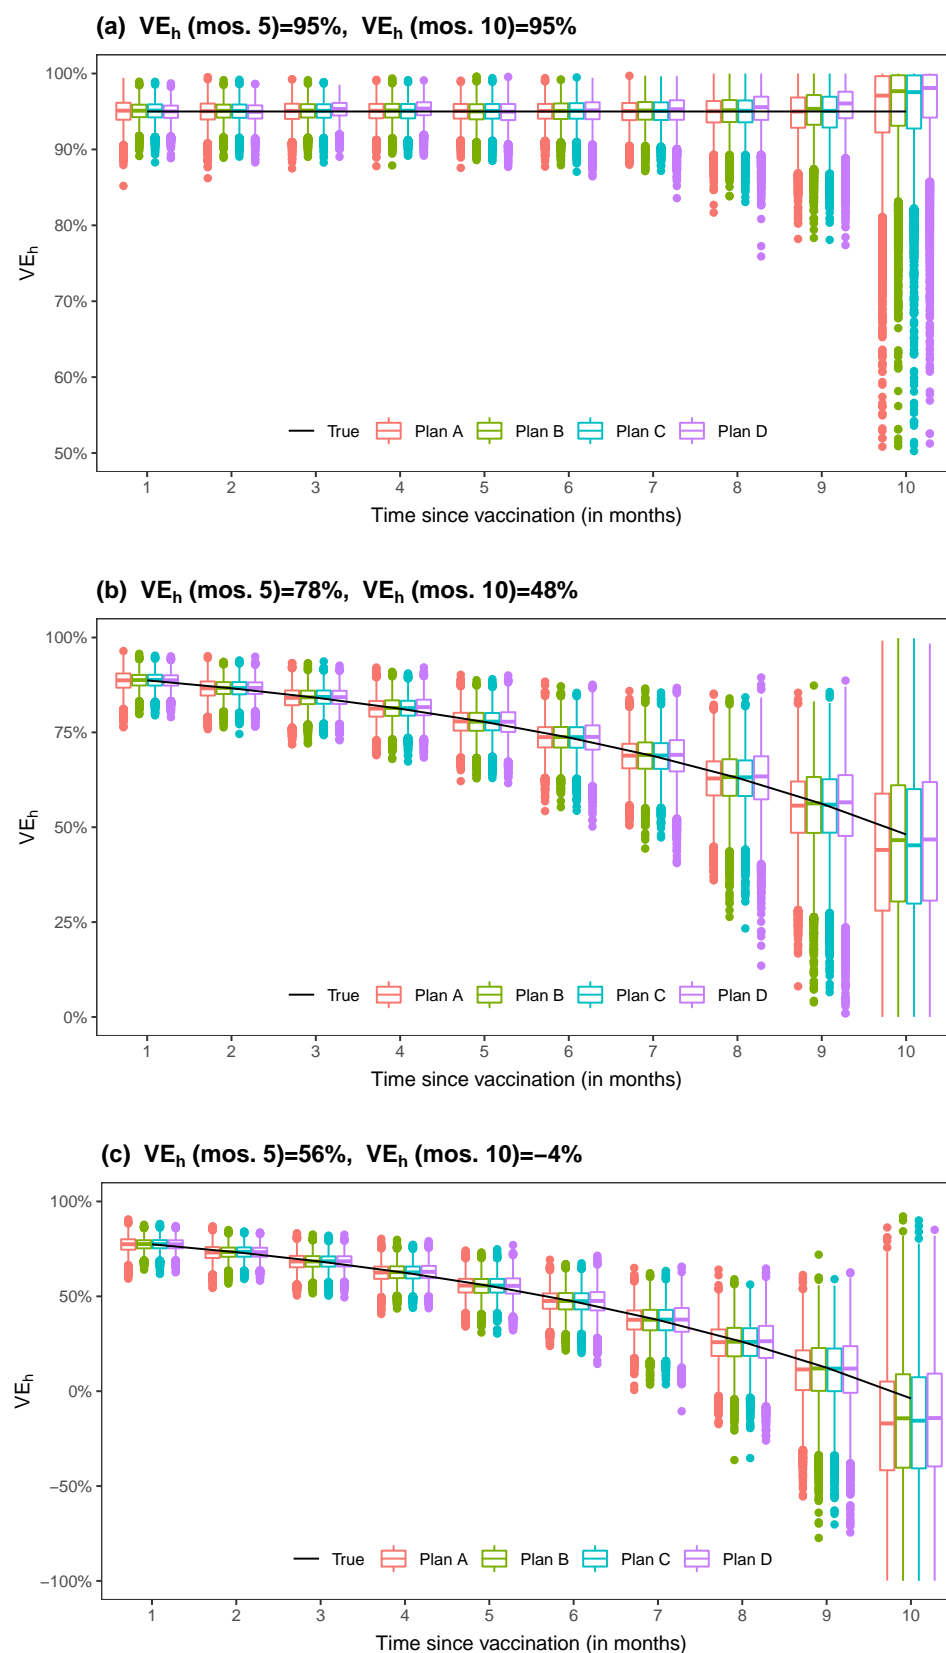 (a) VEh (mos. 5)=95%, VEh (mos. 10)=95%
100%
90%
80%
70%
60%
50%
VEh
True Plan A Plan B Plan C Plan D
1 2 3 4 5 6 7 8 9 10
Time since vaccination (in months)
(b) VEh (mos. 5)=78%, VEh (mos. 10)=48%
100%
75%
50%
25%
0%
VEh
True Plan A Plan B Plan C Plan D
1 2 3 4 5 6 7 8 9 10
Time since vaccination (in months)
(c) VEh (mos. 5)=56%, VEh (mos. 10)=−4%
100%
50%
0%
−50%
−100%
VEh
True Plan A Plan B Plan C Plan D
1 2 3 4 5 6 7 8 9 10
Time since vaccination (in months)